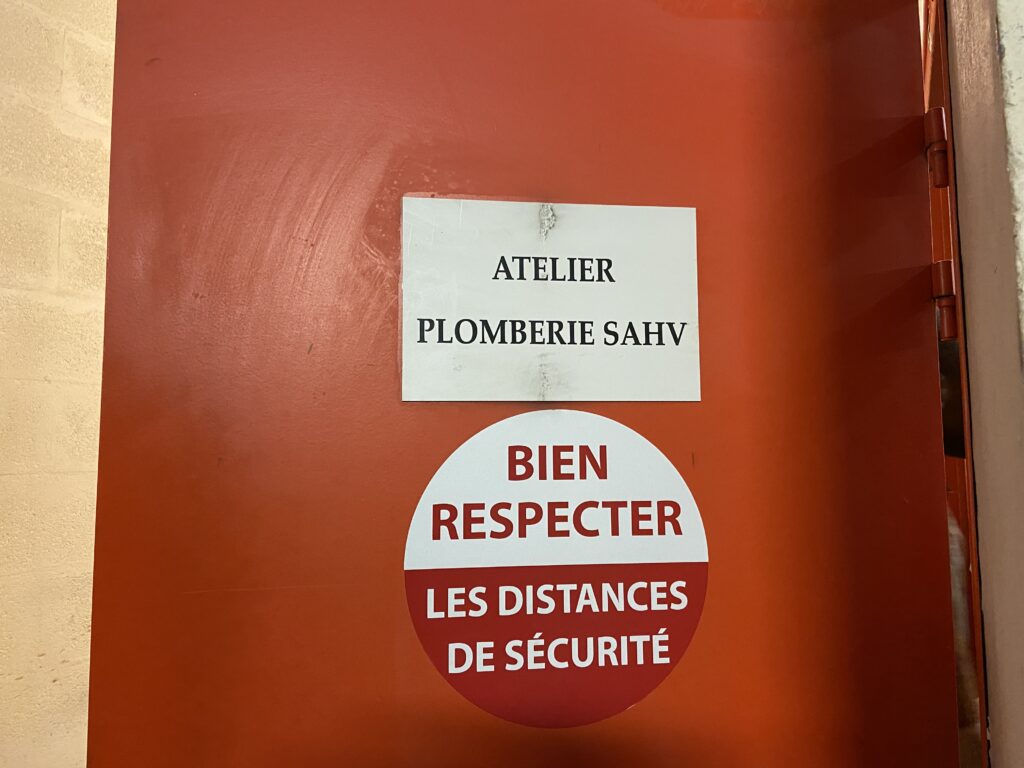 ATELIER
PLOMBERIE SAHV
BIEN
RESPECTER
LES DISTANCES
DE SÉCURITÉ